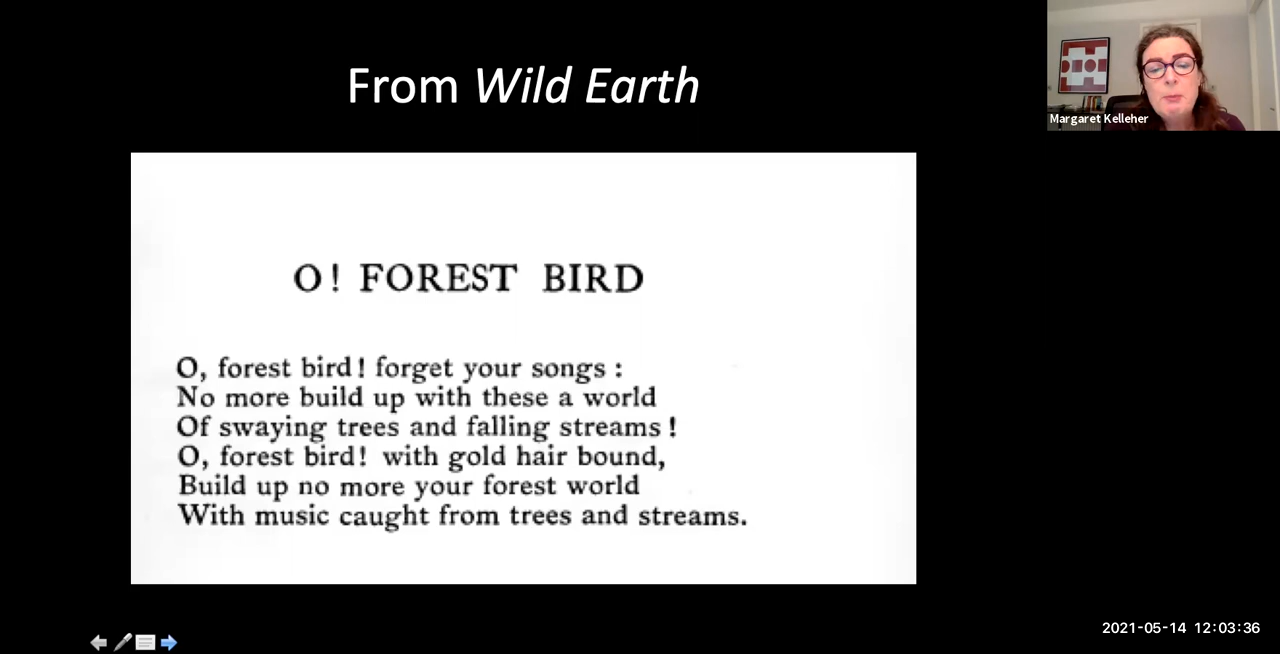 From Wild Earth
Margaret Kelleher
O! FOREST BIRD
O, forest bird! forget your songs :
No more build up with these a world
Of swaying trees and falling streams!
O, forest bird! with gold hair bound,
Build up no more your forest world
With music caught from trees and streams.
2021-05-14 12:03:36